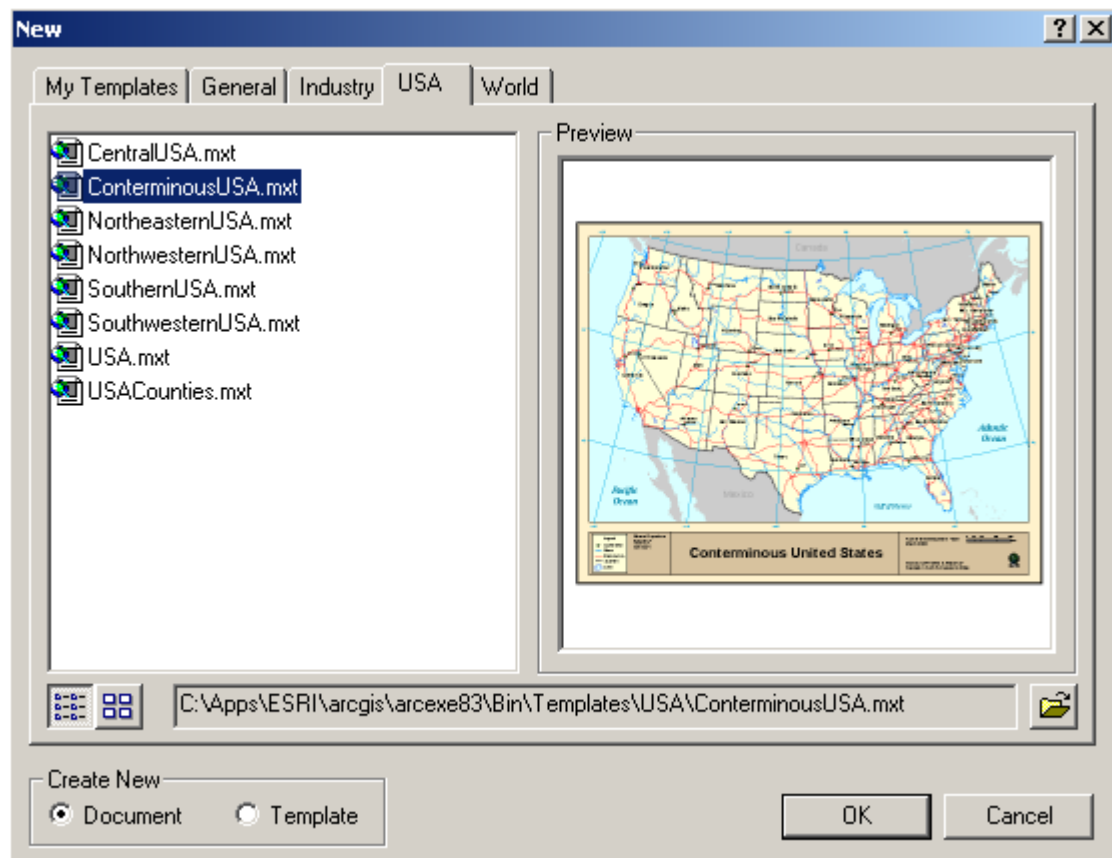 New
My Templates General Industry USA World
CentralUSA.mxt
ConterminousUSA.mxt
NortheasternUSA.mxt
NorthwesternUSA.mxt
SouthernUSA.mxt
SouthwesternUSA.mxt
USA.mxt
USACounties.mxt
Preview
Canada
Atlantic
Ocean
Pacific
Ocean
Mexico
Conterminous United States
C:\Apps\ESRI\arcgis\arcexe83\Bin\Templates\USA\ConterminousUSA.mxt
Create New
Document Template
OK Cancel